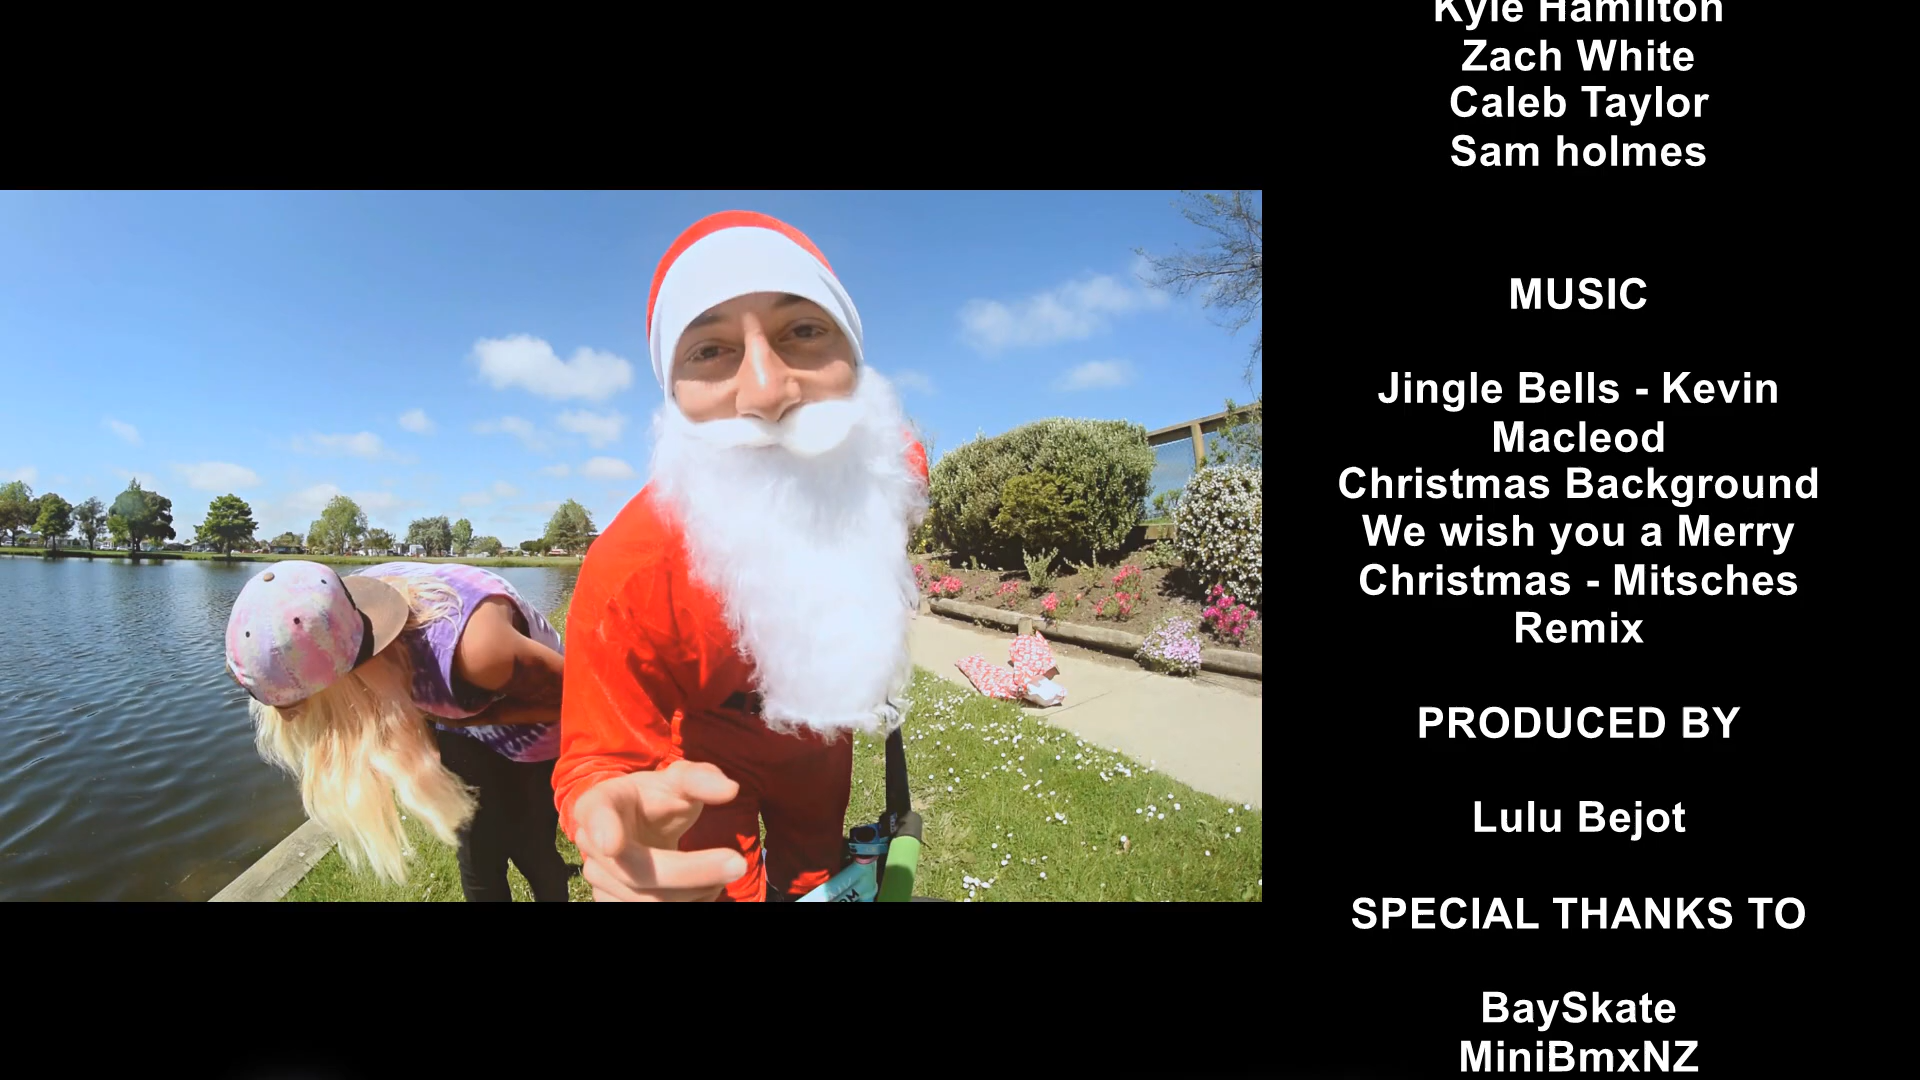 Kyle Hamilton
Zach White
Caleb Taylor
Sam holmes
MUSIC
Jingle Bells - Kevin
Macleod
Christmas Background
We wish you a Merry
Christmas - Mitsches
Remix
PRODUCED BY
Lulu Bejot
SPECIAL THANKS TO
BaySkate
MiniBmxNZ